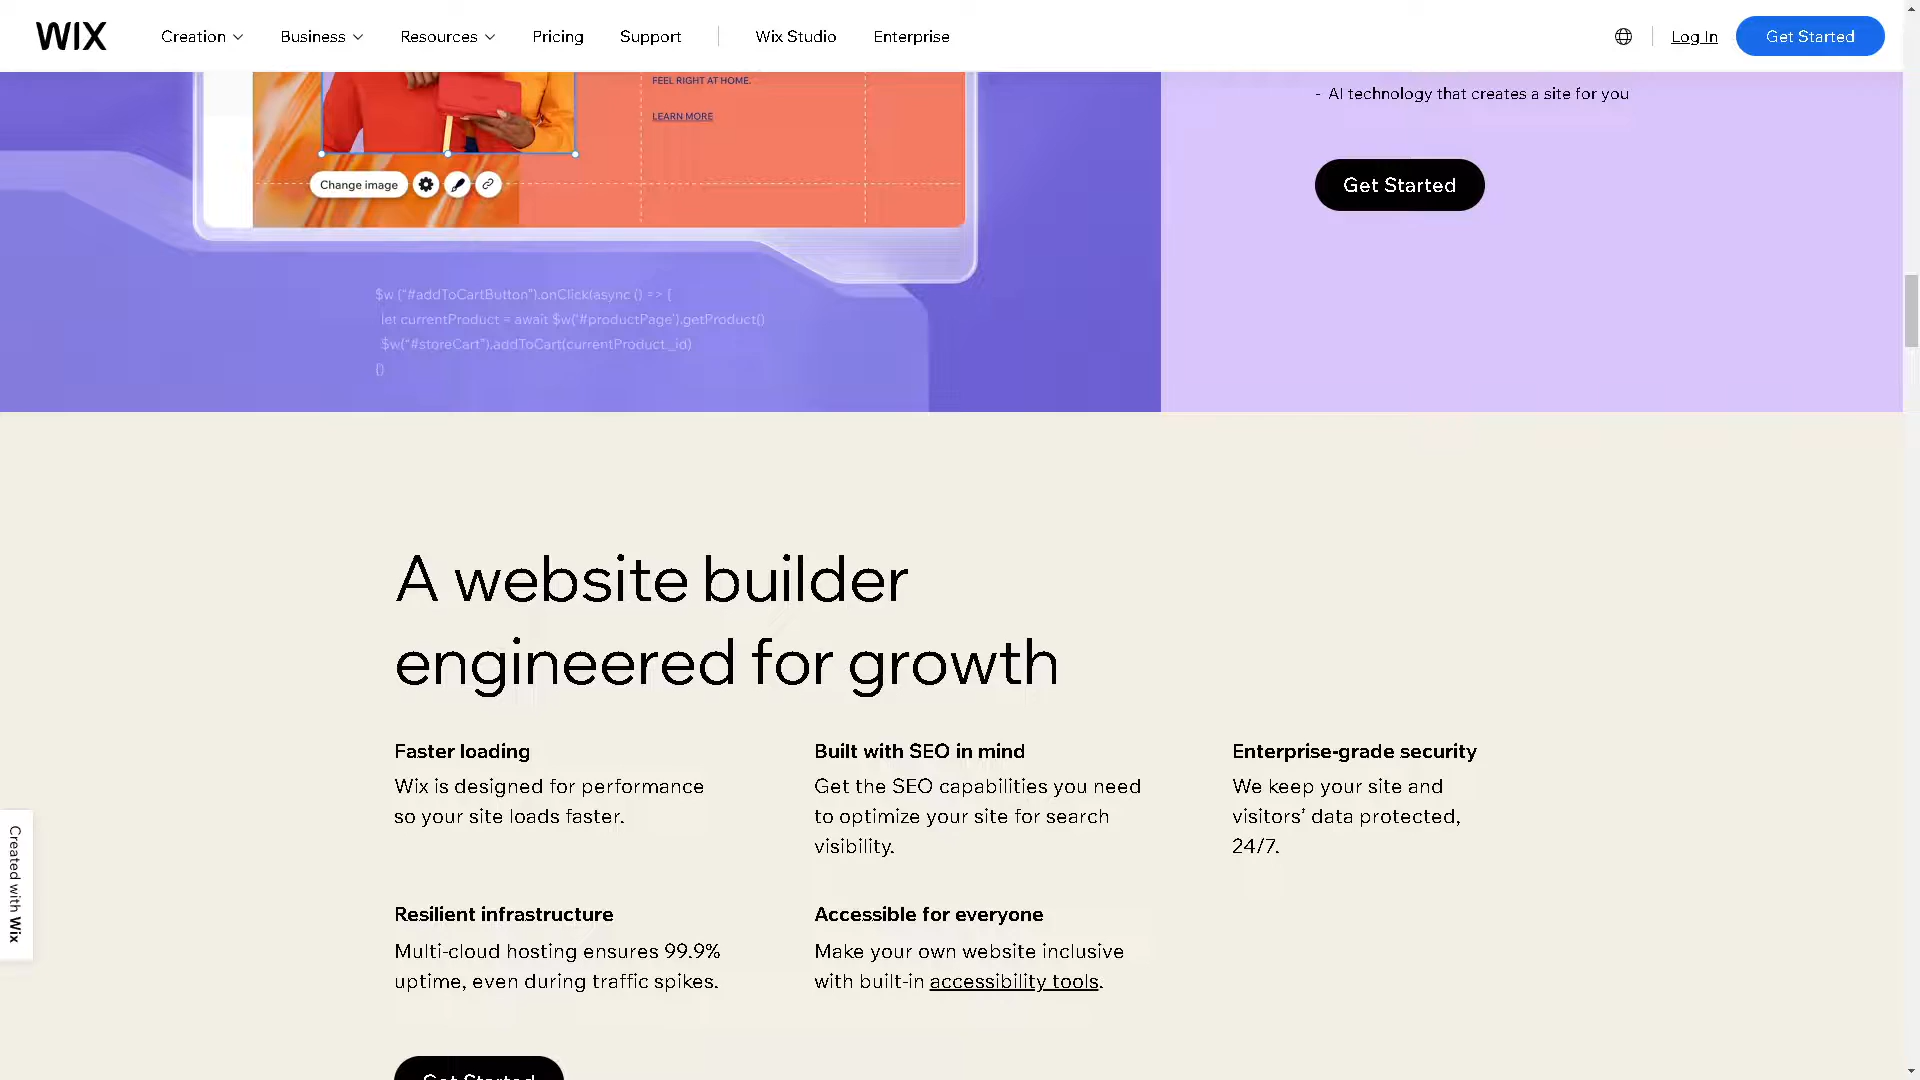 WIX Creation Business Resources Pricing Support Wix Studio Enterprise Log In Get Started
FEEL RIGHT AT HOME.
LEARN MORE
- AI technology that creates a site for you
Change image
Get Started
$w ("#addToCartButton").onClick(async () => {
let currentProduct = await $w('#productPage').getProduct()
$w("#storeCart").addToCart(currentProduct._id)
()
A website builder
engineered for growth
Faster loading
Wix is designed for performance
so your site loads faster.
Built with SEO in mind
Get the SEO capabilities you need
to optimize your site for search
visibility.
Enterprise-grade security
We keep your site and
visitors' data protected,
24/7.
Resilient infrastructure
Multi-cloud hosting ensures 99.9%
uptime, even during traffic spikes.
Accessible for everyone
Make your own website inclusive
with built-in accessibility tools.
Get Started
Created with Wix